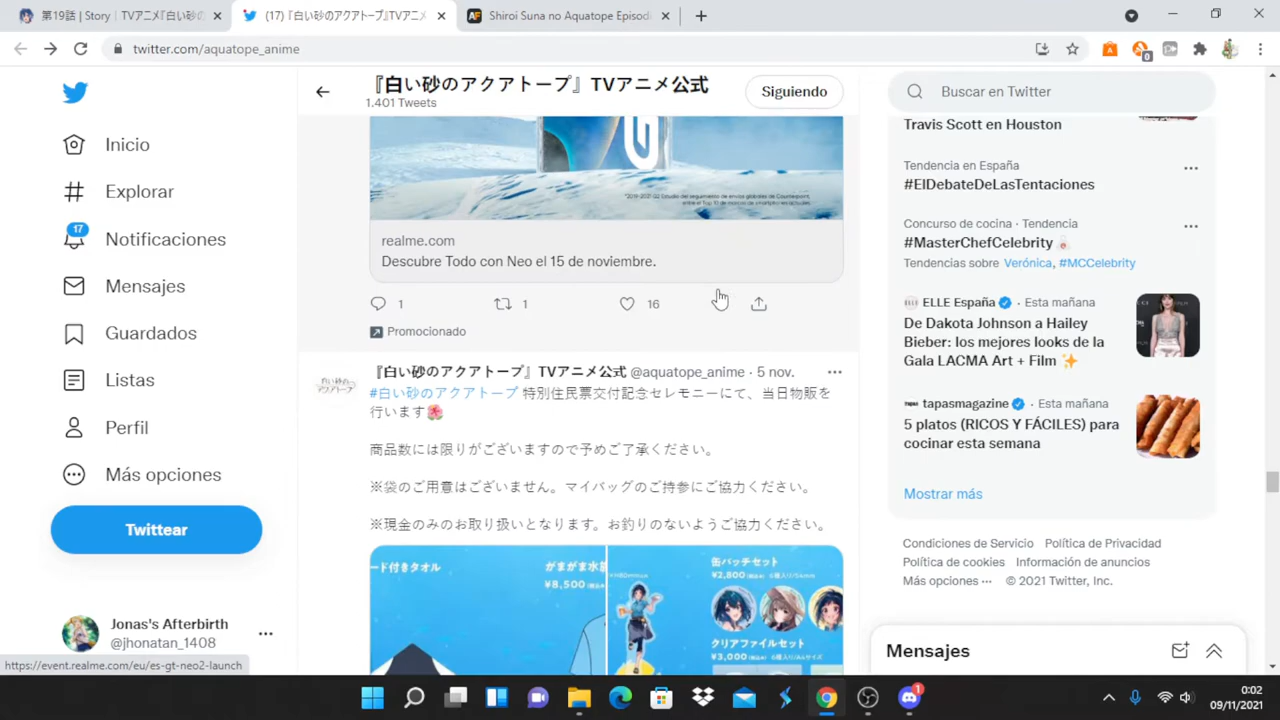 第19話 | Story | TVアニメ『白い砂の
(17) 『白い砂のアクアトープ』TVアニメ
Shiroi Suna no Aquatope Episod
twitter.com/aquatope_anime
0
『白い砂のアクアトープ』TVアニメ公式
1.401 Tweets
Siguiendo
Buscar en Twitter
Inicio
Explorar
17
Notificaciones
Mensajes
Guardados
Listas
Perfil
Más opciones
Twittear
Jonas's Afterbirth
@jhonatan_1408
https://event.realme.com/eu/es-gt-neo2-launch
realme.com
Descubre Todo con Neo el 15 de noviembre.
1
1
16
Promocionado
『白い砂のアクアトープ』TVアニメ公式 @aquatope_anime · 5 nov.
#白い砂のアクアトープ 特別住民票交付記念セレモニーにて、当日物販を
行います🌺
商品数には限りがございますので予めご了承ください。
※袋のご用意はございません。マイバッグのご持参にご協力ください。
※現金のみのお取り扱いとなります。お釣りのないようご協力ください。
ード付きタオル
がまがま水
¥8,500
缶バッチセット
¥2,800
クリアファイルセット
¥3,000
Travis Scott en Houston
Tendencia en España
#ElDebateDeLasTentaciones
Concurso de cocina · Tendencia
#MasterChefCelebrity
Tendencias sobre Verónica, #MCCelebrity
ELLE España · Esta mañana
De Dakota Johnson a Hailey
Bieber: los mejores looks de la
Gala LACMA Art + Film ✨
tapasmagazine · Esta mañana
5 platos (RICOS Y FÁCILES) para
cocinar esta semana
Mostrar más
Condiciones de Servicio Política de Privacidad
Política de cookies Información de anuncios
Más opciones ··· © 2021 Twitter, Inc.
Mensajes
1
0:02
09/11/2021